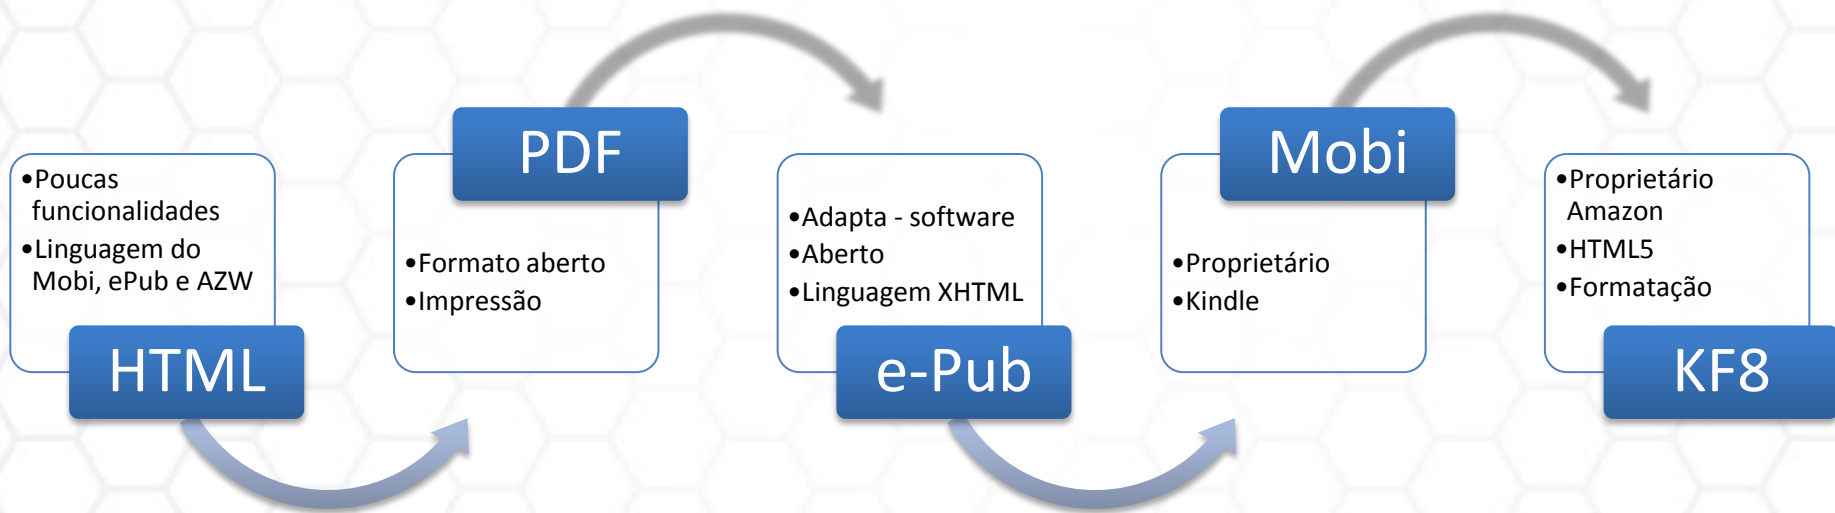 •Poucas
funcionalidades
•Linguagem do
Mobi, ePub e AZW
HTML
PDF
•Formato aberto
•Impressão
•Adapta - software
•Aberto
•Linguagem XHTML
e-Pub
Mobi
•Proprietário
•Kindle
•Proprietário
Amazon
•HTML5
•Formatação
KF8